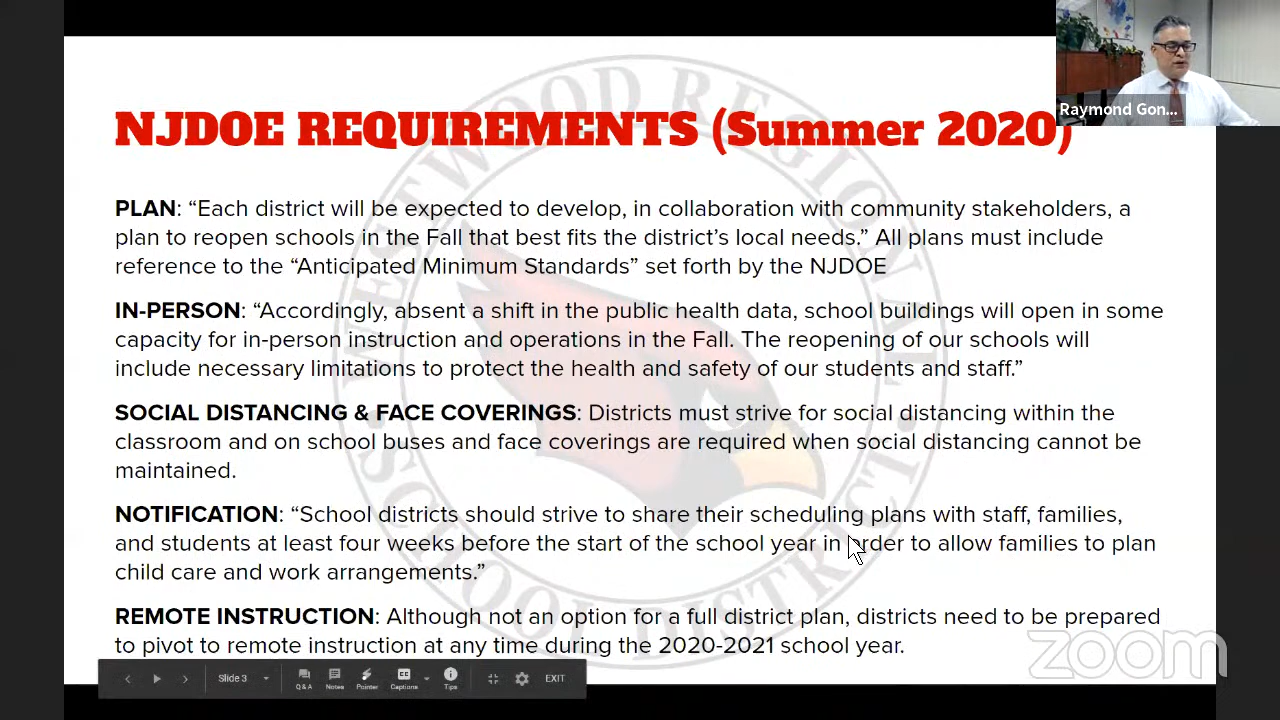 Raymond Gon...
NJDOE REQUIREMENTS (Summer 2020)
PLAN: “Each district will be expected to develop, in collaboration with community stakeholders, a
plan to reopen schools in the Fall that best fits the district’s local needs.” All plans must include
reference to the “Anticipated Minimum Standards” set forth by the NJDOE
IN-PERSON: “Accordingly, absent a shift in the public health data, school buildings will open in some
capacity for in-person instruction and operations in the Fall. The reopening of our schools will
include necessary limitations to protect the health and safety of our students and staff.”
SOCIAL DISTANCING & FACE COVERINGS: Districts must strive for social distancing within the
classroom and on school buses and face coverings are required when social distancing cannot be
maintained.
NOTIFICATION: “School districts should strive to share their scheduling plans with staff, families,
and students at least four weeks before the start of the school year in order to allow families to plan
child care and work arrangements.”
REMOTE INSTRUCTION: Although not an option for a full district plan, districts need to be prepared
to pivot to remote instruction at any time during the 2020-2021 school year.
WESTWOOD REGIONAL
SCHOOL DISTRICT
zoom
Slide 3
Q&A Notes Pointer Captions Tips EXIT